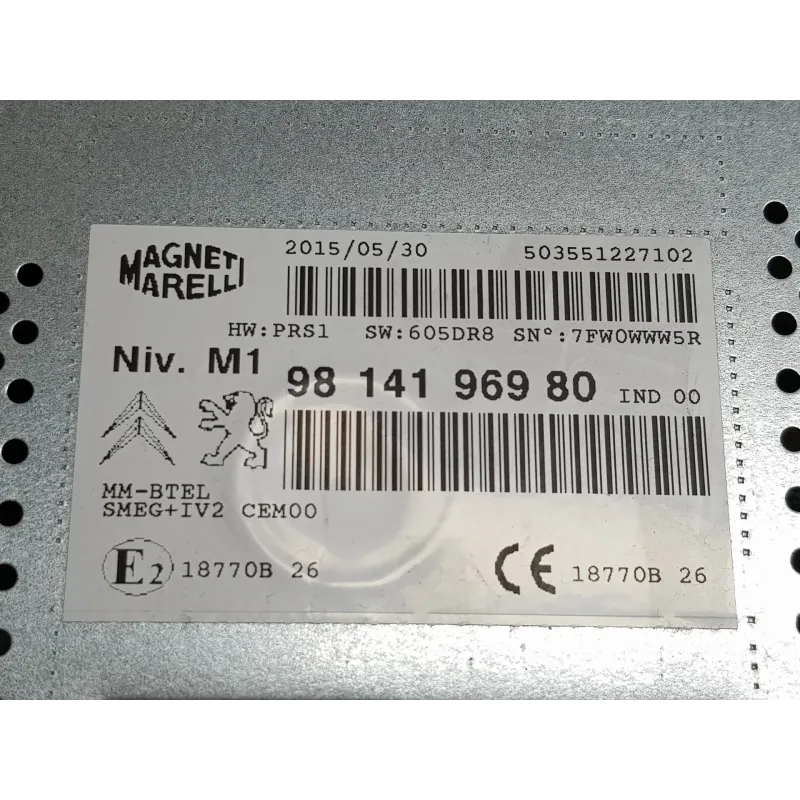 MAGNETI
MARELLI
2015/05/30 503551227102
HW:PRS1 SW:605DR8 SN°:7FW0WWW5R
Niv. M1
98 141 969 80 IND 00
MM-BTEL
SMEG+IV2 CEM00
E2 18770B 26
CE 18770B 26